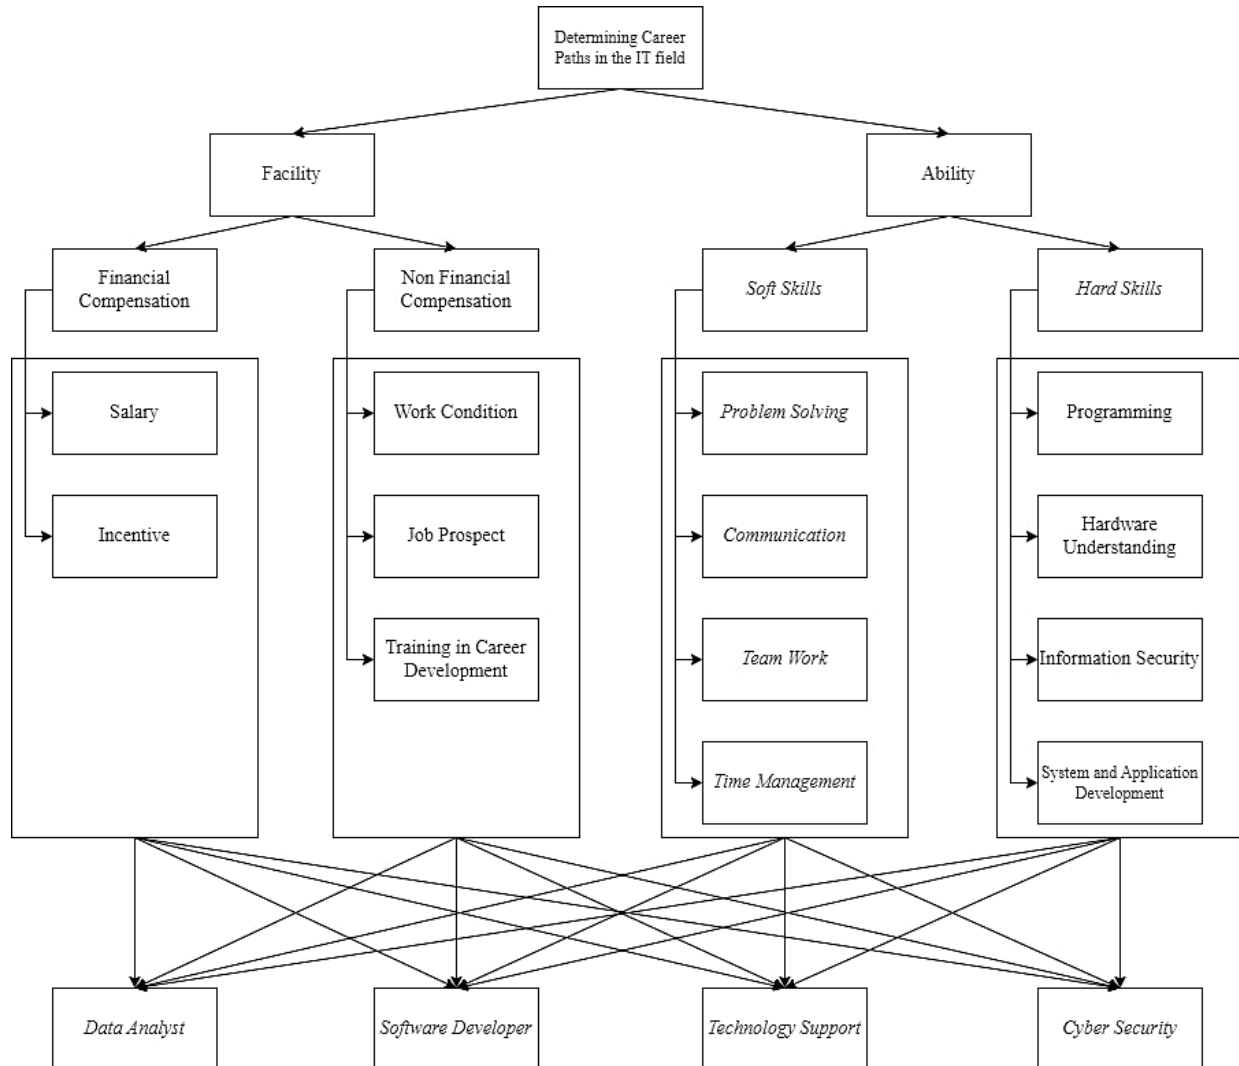 Determining Career
Paths in the IT field
Facility
Ability
Financial
Compensation
Non Financial
Compensation
Soft Skills
Hard Skills
Salary
Work Condition
Problem Solving
Programming
Incentive
Job Prospect
Communication
Hardware
Understanding
Training in Career
Development
Team Work
Information Security
Time Management
System and Application
Development
Data Analyst
Software Developer
Technology Support
Cyber Security